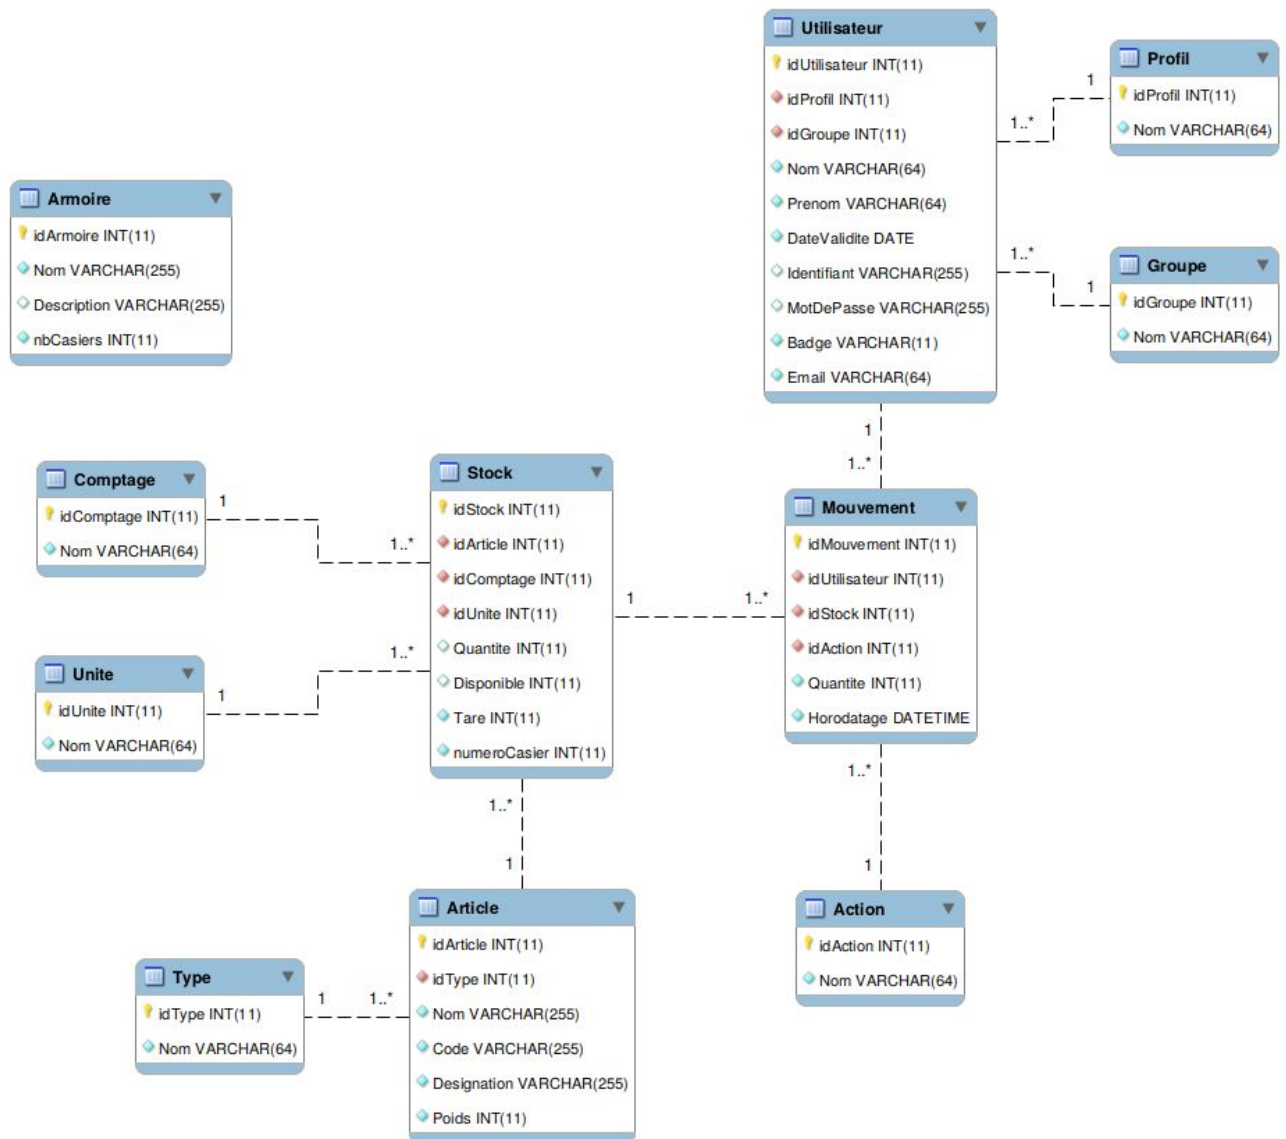 Utilisateur
idUtilisateur INT(11)
idProfil INT(11)
idGroupe INT(11)
Nom VARCHAR(64)
Prenom VARCHAR(64)
DateValidite DATE
Identifiant VARCHAR(255)
MotDePasse VARCHAR(255)
Badge VARCHAR(11)
Email VARCHAR(64)
1..*
1
Profil
idProfil INT(11)
Nom VARCHAR(64)
1..*
1
Groupe
idGroupe INT(11)
Nom VARCHAR(64)
Armoire
idArmoire INT(11)
Nom VARCHAR(255)
Description VARCHAR(255)
nbCasiers INT(11)
1
1..*
Comptage
idComptage INT(11)
Nom VARCHAR(64)
1
1..*
Unite
idUnite INT(11)
Nom VARCHAR(64)
1
1..*
Stock
idStock INT(11)
idArticle INT(11)
idComptage INT(11)
idUnite INT(11)
Quantite INT(11)
Disponible INT(11)
Tare INT(11)
numeroCasier INT(11)
1
1..*
Mouvement
idMouvement INT(11)
idUtilisateur INT(11)
idStock INT(11)
idAction INT(11)
Quantite INT(11)
Horodatage DATETIME
1..*
1
1..*
1
Type
idType INT(11)
Nom VARCHAR(64)
1
1..*
Article
idArticle INT(11)
idType INT(11)
Nom VARCHAR(255)
Code VARCHAR(255)
Designation VARCHAR(255)
Poids INT(11)
Action
idAction INT(11)
Nom VARCHAR(64)